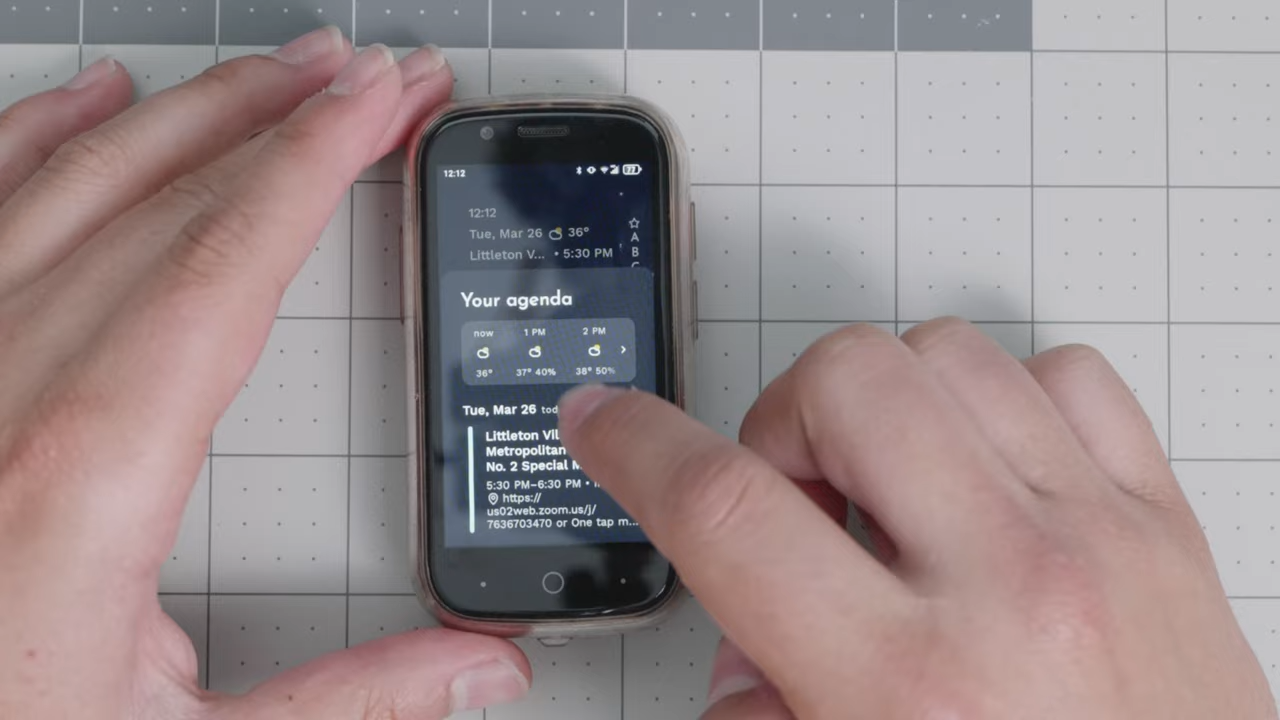 12:12
77
12:12
Tue, Mar 26 36°
Littleton V... • 5:30 PM
A
B
Your agenda
now 1 PM 2 PM
36° 37° 40% 38° 50%
Tue, Mar 26
Littleton
Metropolitan
No. 2 Special
5:30 PM–6:30 PM •
https://
us02web.zoom.us/j/
7636703470 or One tap m...